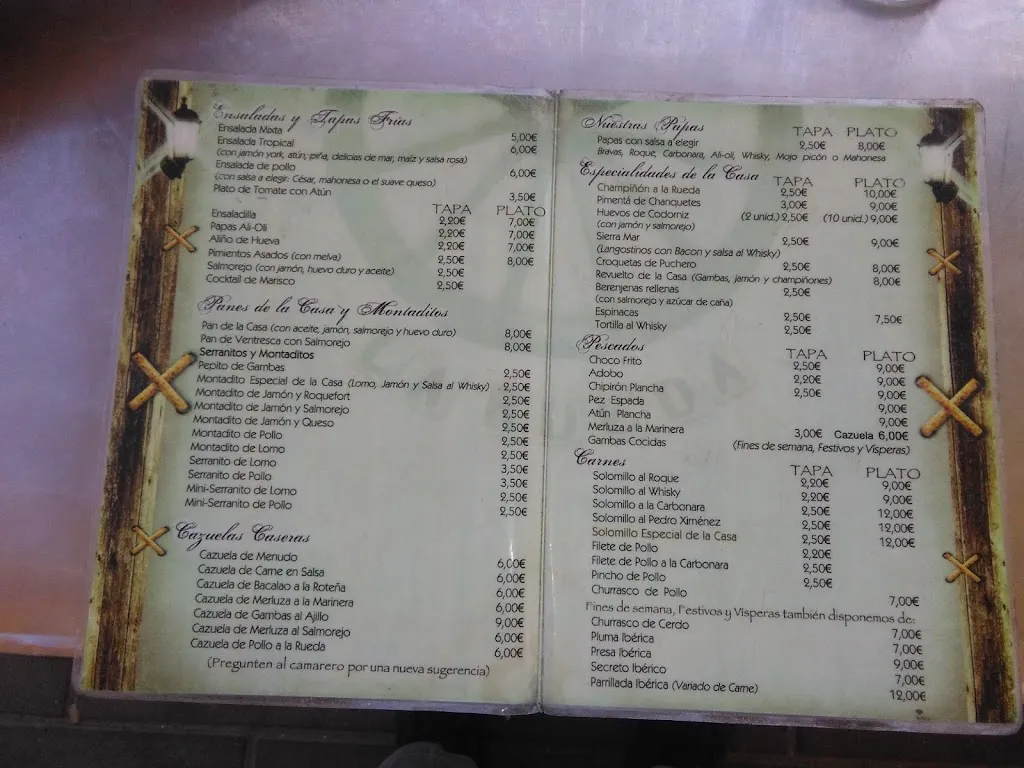 Ensaladas y Tapas Frías
Ensalada Mixta 5,00€
Ensalada Tropical 6,00€
(con jamón york, atún, piña, delicias de mar, maíz y salsa rosa)
Ensalada de pollo 6,00€
(con salsa a elegir: César, mahonesa o el suave queso)
Plato de Tomate con Atún 3,50€
TAPA PLATO
Ensaladilla 2,20€ 7,00€
Papas Ali-Oli 2,20€ 7,00€
Aliño de Hueva 2,20€ 7,00€
Pimientos Asados (con melva) 2,50€ 8,00€
Salmorejo (con jamón, huevo duro y aceite) 2,50€
Cocktail de Marisco 2,50€
Panes de la Casa y Montaditos
Pan de la Casa (con aceite, jamón, salmorejo y huevo duro) 8,00€
Pan de Ventresca con Salmorejo 8,00€
Serranitos y Montaditos
Pepito de Gambas 2,50€
Montadito Especial de la Casa (Lomo, Jamón y Salsa al Whisky) 2,50€
Montadito de Jamón y Roquefort 2,50€
Montadito de Jamón y Salmorejo 2,50€
Montadito de Jamón y Queso 2,50€
Montadito de Pollo 2,50€
Montadito de Lomo 2,50€
Serranito de Lomo 3,50€
Serranito de Pollo 3,50€
Mini-Serranito de Lomo 2,50€
Mini-Serranito de Pollo 2,50€
Cazuelas Caseras
Cazuela de Menudo 6,00€
Cazuela de Carne en Salsa 6,00€
Cazuela de Bacalao a la Roteña 6,00€
Cazuela de Merluza a la Marinera 6,00€
Cazuela de Gambas al Ajillo 9,00€
Cazuela de Merluza al Salmorejo 6,00€
Cazuela de Pollo a la Rueda 6,00€
(Pregunten al camarero por una nueva sugerencia)
Nuestras Papas
TAPA PLATO
Papas con salsa a elegir 2,50€ 8,00€
Bravas, Roque, Carbonara, Ali-oli, Whisky, Mojo picón o Mahonesa
Especialidades de la Casa
TAPA PLATO
Champiñón a la Rueda 2,50€ 10,00€
Pimentá de Chanquetes 3,00€ 9,00€
Huevos de Codorniz (2 unid.) 2,50€ (10 unid.) 9,00€
(con jamón y salmorejo)
Sierra Mar 2,50€ 9,00€
(Langostinos con Bacon y salsa al Whisky)
Croquetas de Puchero 2,50€ 8,00€
Revuelto de la Casa (Gambas, jamón y champiñones) 8,00€
Berenjenas rellenas 2,50€
(con salmorejo y azúcar de caña)
Espinacas 2,50€ 7,50€
Tortilla al Whisky 2,50€
Pescados
TAPA PLATO
Choco Frito 2,50€ 9,00€
Adobo 2,20€ 9,00€
Chipirón Plancha 2,50€ 9,00€
Pez Espada 9,00€
Atún Plancha 9,00€
Merluza a la Marinera 3,00€ Cazuela 6,00€
Gambas Cocidas (Fines de semana, Festivos y Vísperas)
Carnes
TAPA PLATO
Solomillo al Roque 2,20€ 9,00€
Solomillo al Whisky 2,20€ 9,00€
Solomillo a la Carbonara 2,50€ 12,00€
Solomillo al Pedro Ximénez 2,50€ 12,00€
Solomillo Especial de la Casa 2,50€ 12,00€
Filete de Pollo 2,20€
Filete de Pollo a la Carbonara 2,50€
Pincho de Pollo 2,50€
Churrasco de Pollo 7,00€
Fines de semana, Festivos y Vísperas también disponemos de:
Churrasco de Cerdo 7,00€
Pluma Ibérica 7,00€
Presa Ibérica 9,00€
Secreto Ibérico 7,00€
Parrillada Ibérica (Variado de Carne) 12,00€